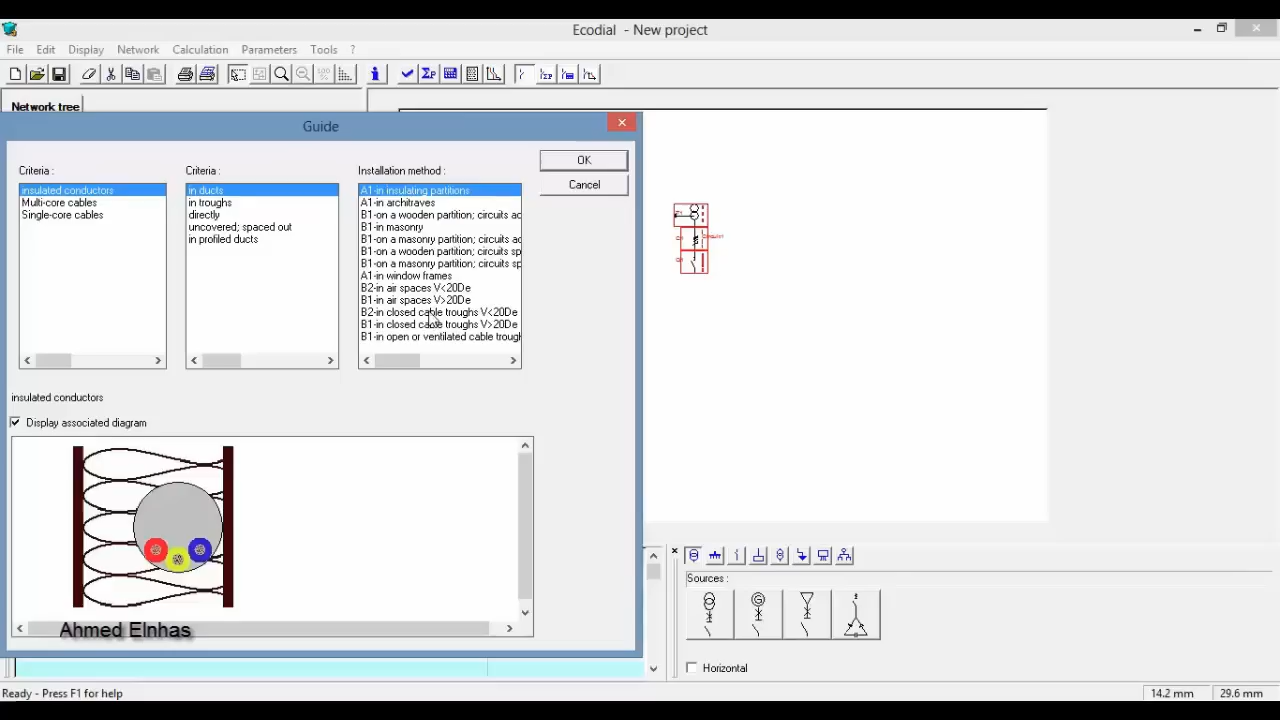 Ecodial - New project
File Edit Display Network Calculation Parameters Tools ?
Network tree
Guide
Criteria :
insulated conductors
Multi-core cables
Single-core cables
Criteria :
in ducts
in troughs
directly
uncovered; spaced out
in profiled ducts
Installation method :
A1-in insulating partitions
A1-in architraves
B1-on a wooden partition; circuits ac
B1-in masonry
B1-on a masonry partition; circuits ac
B1-on a wooden partition; circuits sp
B1-on a masonry partition; circuits sp
A1-in window frames
B2-in air spaces V<20De
B1-in air spaces V>20De
B2-in closed cable troughs V<20De
B1-in closed cable troughs V>20De
B1-in open or ventilated cable trough
OK
Cancel
insulated conductors
Display associated diagram
Ahmed Elnhas
Sources :
Horizontal
Ready - Press F1 for help
14.2 mm
29.6 mm